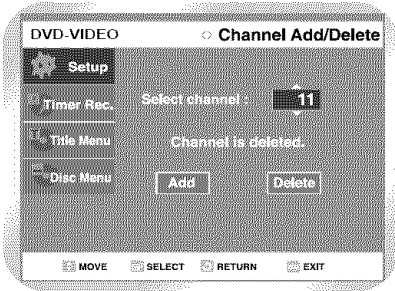 DVD-VIDEO
Channel Add/Delete
Setup
Timer Rec.
Select channel : 11
Title Menu
Channel is deleted.
Disc Menu
Add
Delete
MOVE SELECT RETURN EXIT